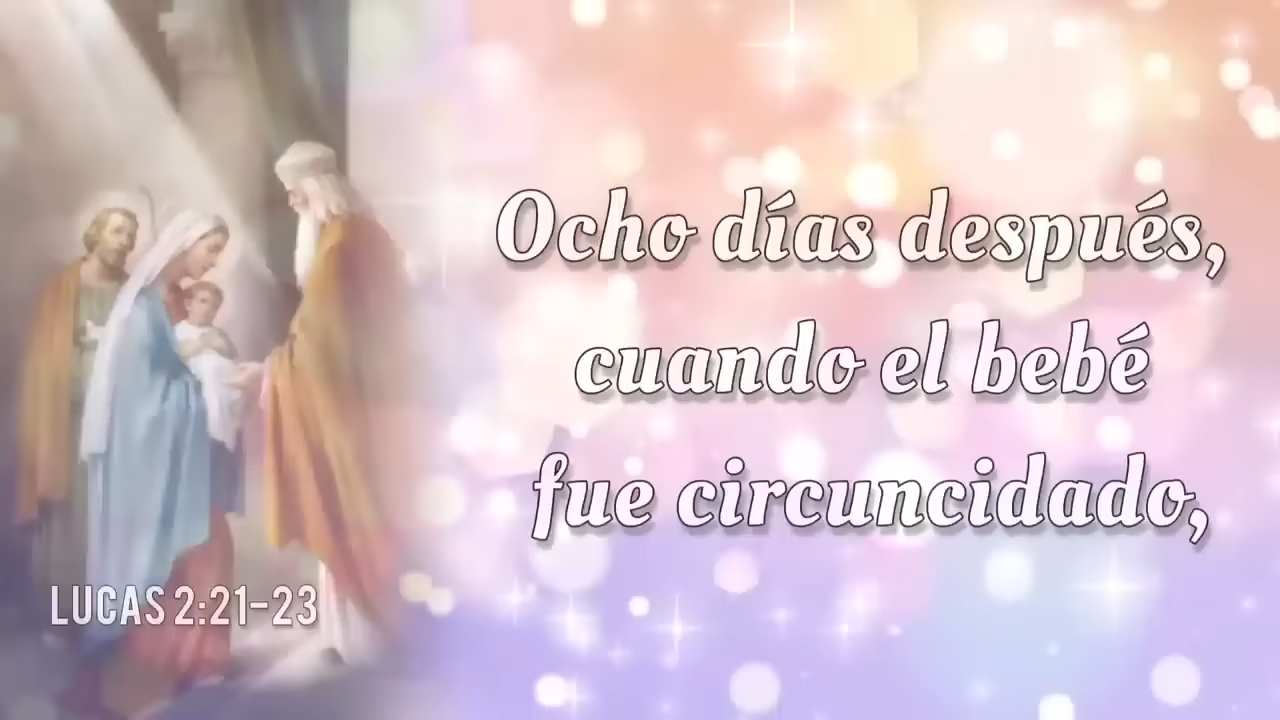 Ocho días después,
cuando el bebé
fue circuncidado,
LUCAS 2:21-23